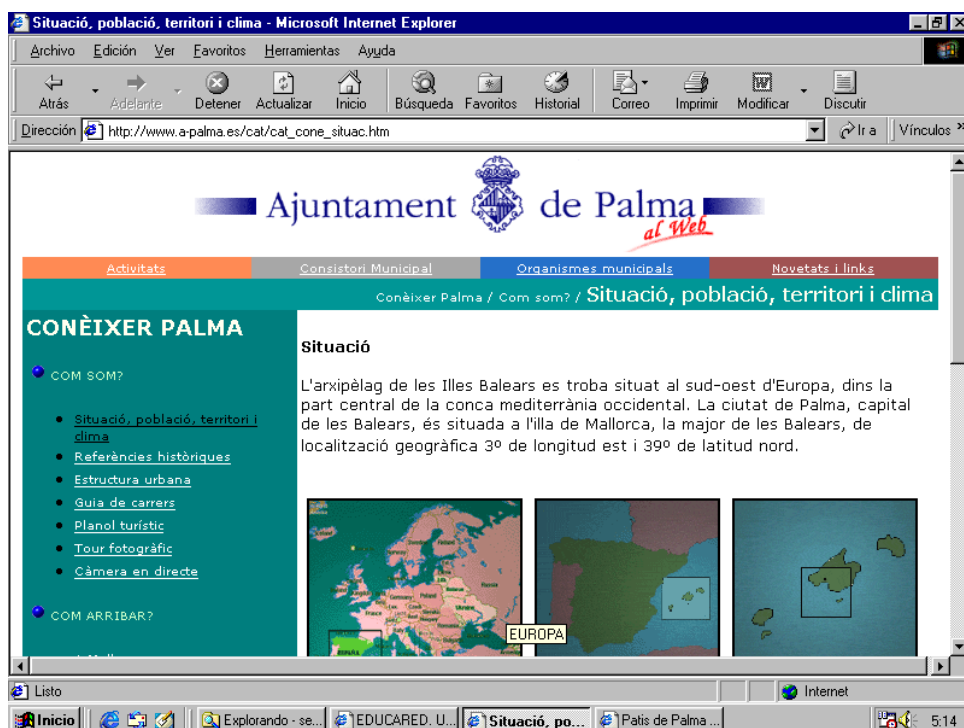 Situació, població, territori i clima - Microsoft Internet Explorer
Archivo Edición Ver Favoritos Herramientas Ayuda
Atrás Adelante Detener Actualizar Inicio Búsqueda Favoritos Historial Correo Imprimir Modificar Discutir
Dirección http://www.a-palma.es/cat/cat_cone_situac.htm Ir a Vínculos »
Ajuntament de Palma
al Web
Activitats Consistori Municipal Organismes municipals Novetats i links
Conèixer Palma / Com som? / Situació, població, territori i clima
CONÈIXER PALMA
COM SOM?
Situació, població, territori i
clima
Referències històriques
Estructura urbana
Guia de carrers
Planol turístic
Tour fotogràfic
Càmera en directe
COM ARRIBAR?
Situació
L'arxipèlag de les Illes Balears es troba situat al sud-oest d'Europa, dins la
part central de la conca mediterrània occidental. La ciutat de Palma, capital
de les Balears, és situada a l'illa de Mallorca, la major de les Balears, de
localització geogràfica 3º de longitud est i 39º de latitud nord.
EUROPA
Listo Internet
Inicio Explorando - se... EDUCARED. U... Situació, po... Patis de Palma ... 5:14